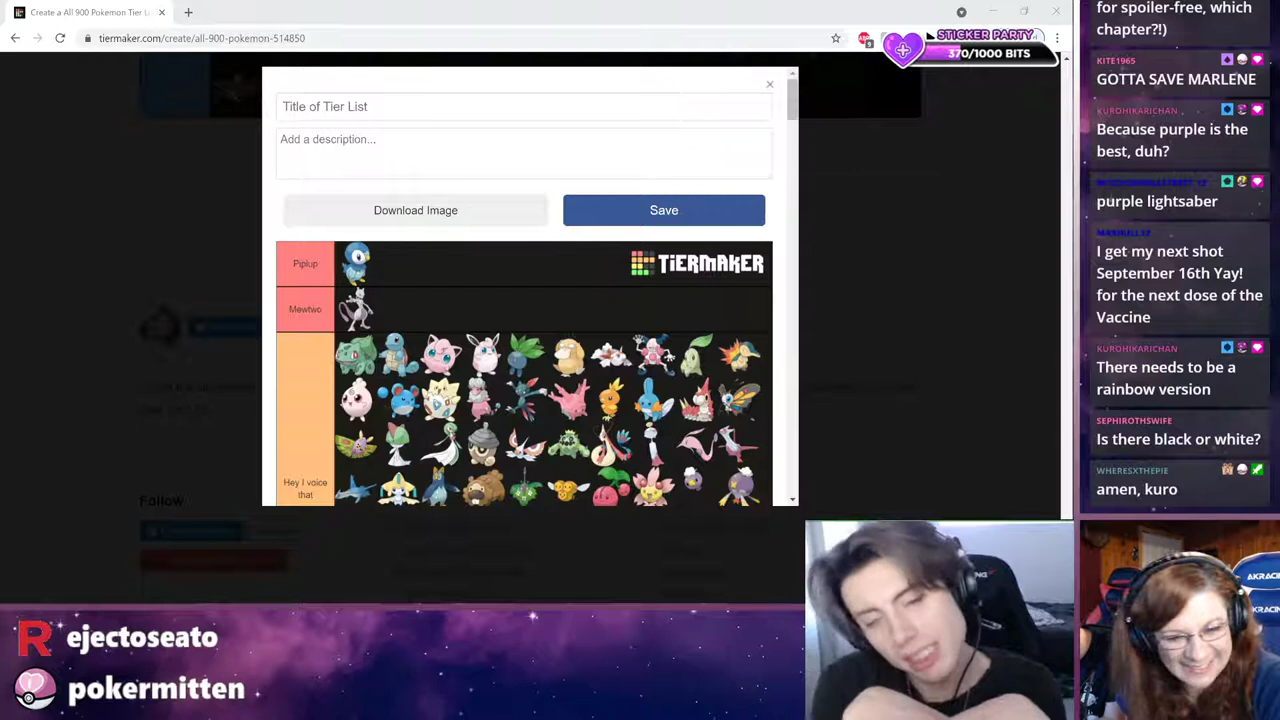 Create a All 900 Pokemon Tier L
tiermaker.com/create/all-900-pokemon-514850
STICKER PARTY
370/1000 BITS
Title of Tier List
Add a description...
Download Image
Save
Piplup
TIERMAKER
Mewtwo
Hey I voice
that
Follow
for spoiler-free, which
chapter?!)
KITE1965
GOTTA SAVE MARLENE
KUROHIKARICHAN
Because purple is the
best, duh?
purple lightsaber
I get my next shot
September 16th Yay!
for the next dose of the
Vaccine
KUROHIKARICHAN
There needs to be a
rainbow version
SEPHIROTHSWIFE
Is there black or white?
WHERESXTHEPIE
amen, kuro
R ejectoseato
pokermitten
AKRACING